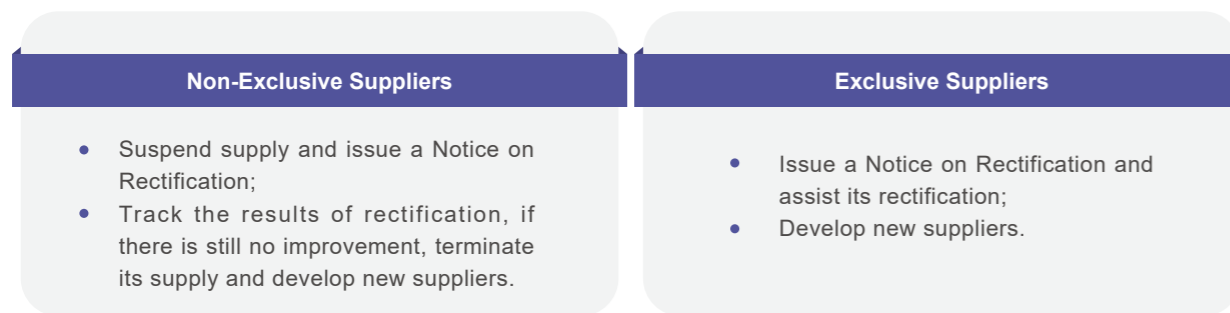 Non-Exclusive Suppliers
• Suspend supply and issue a Notice on
Rectification;
• Track the results of rectification, if
there is still no improvement, terminate
its supply and develop new suppliers.
Exclusive Suppliers
• Issue a Notice on Rectification and
assist its rectification;
• Develop new suppliers.